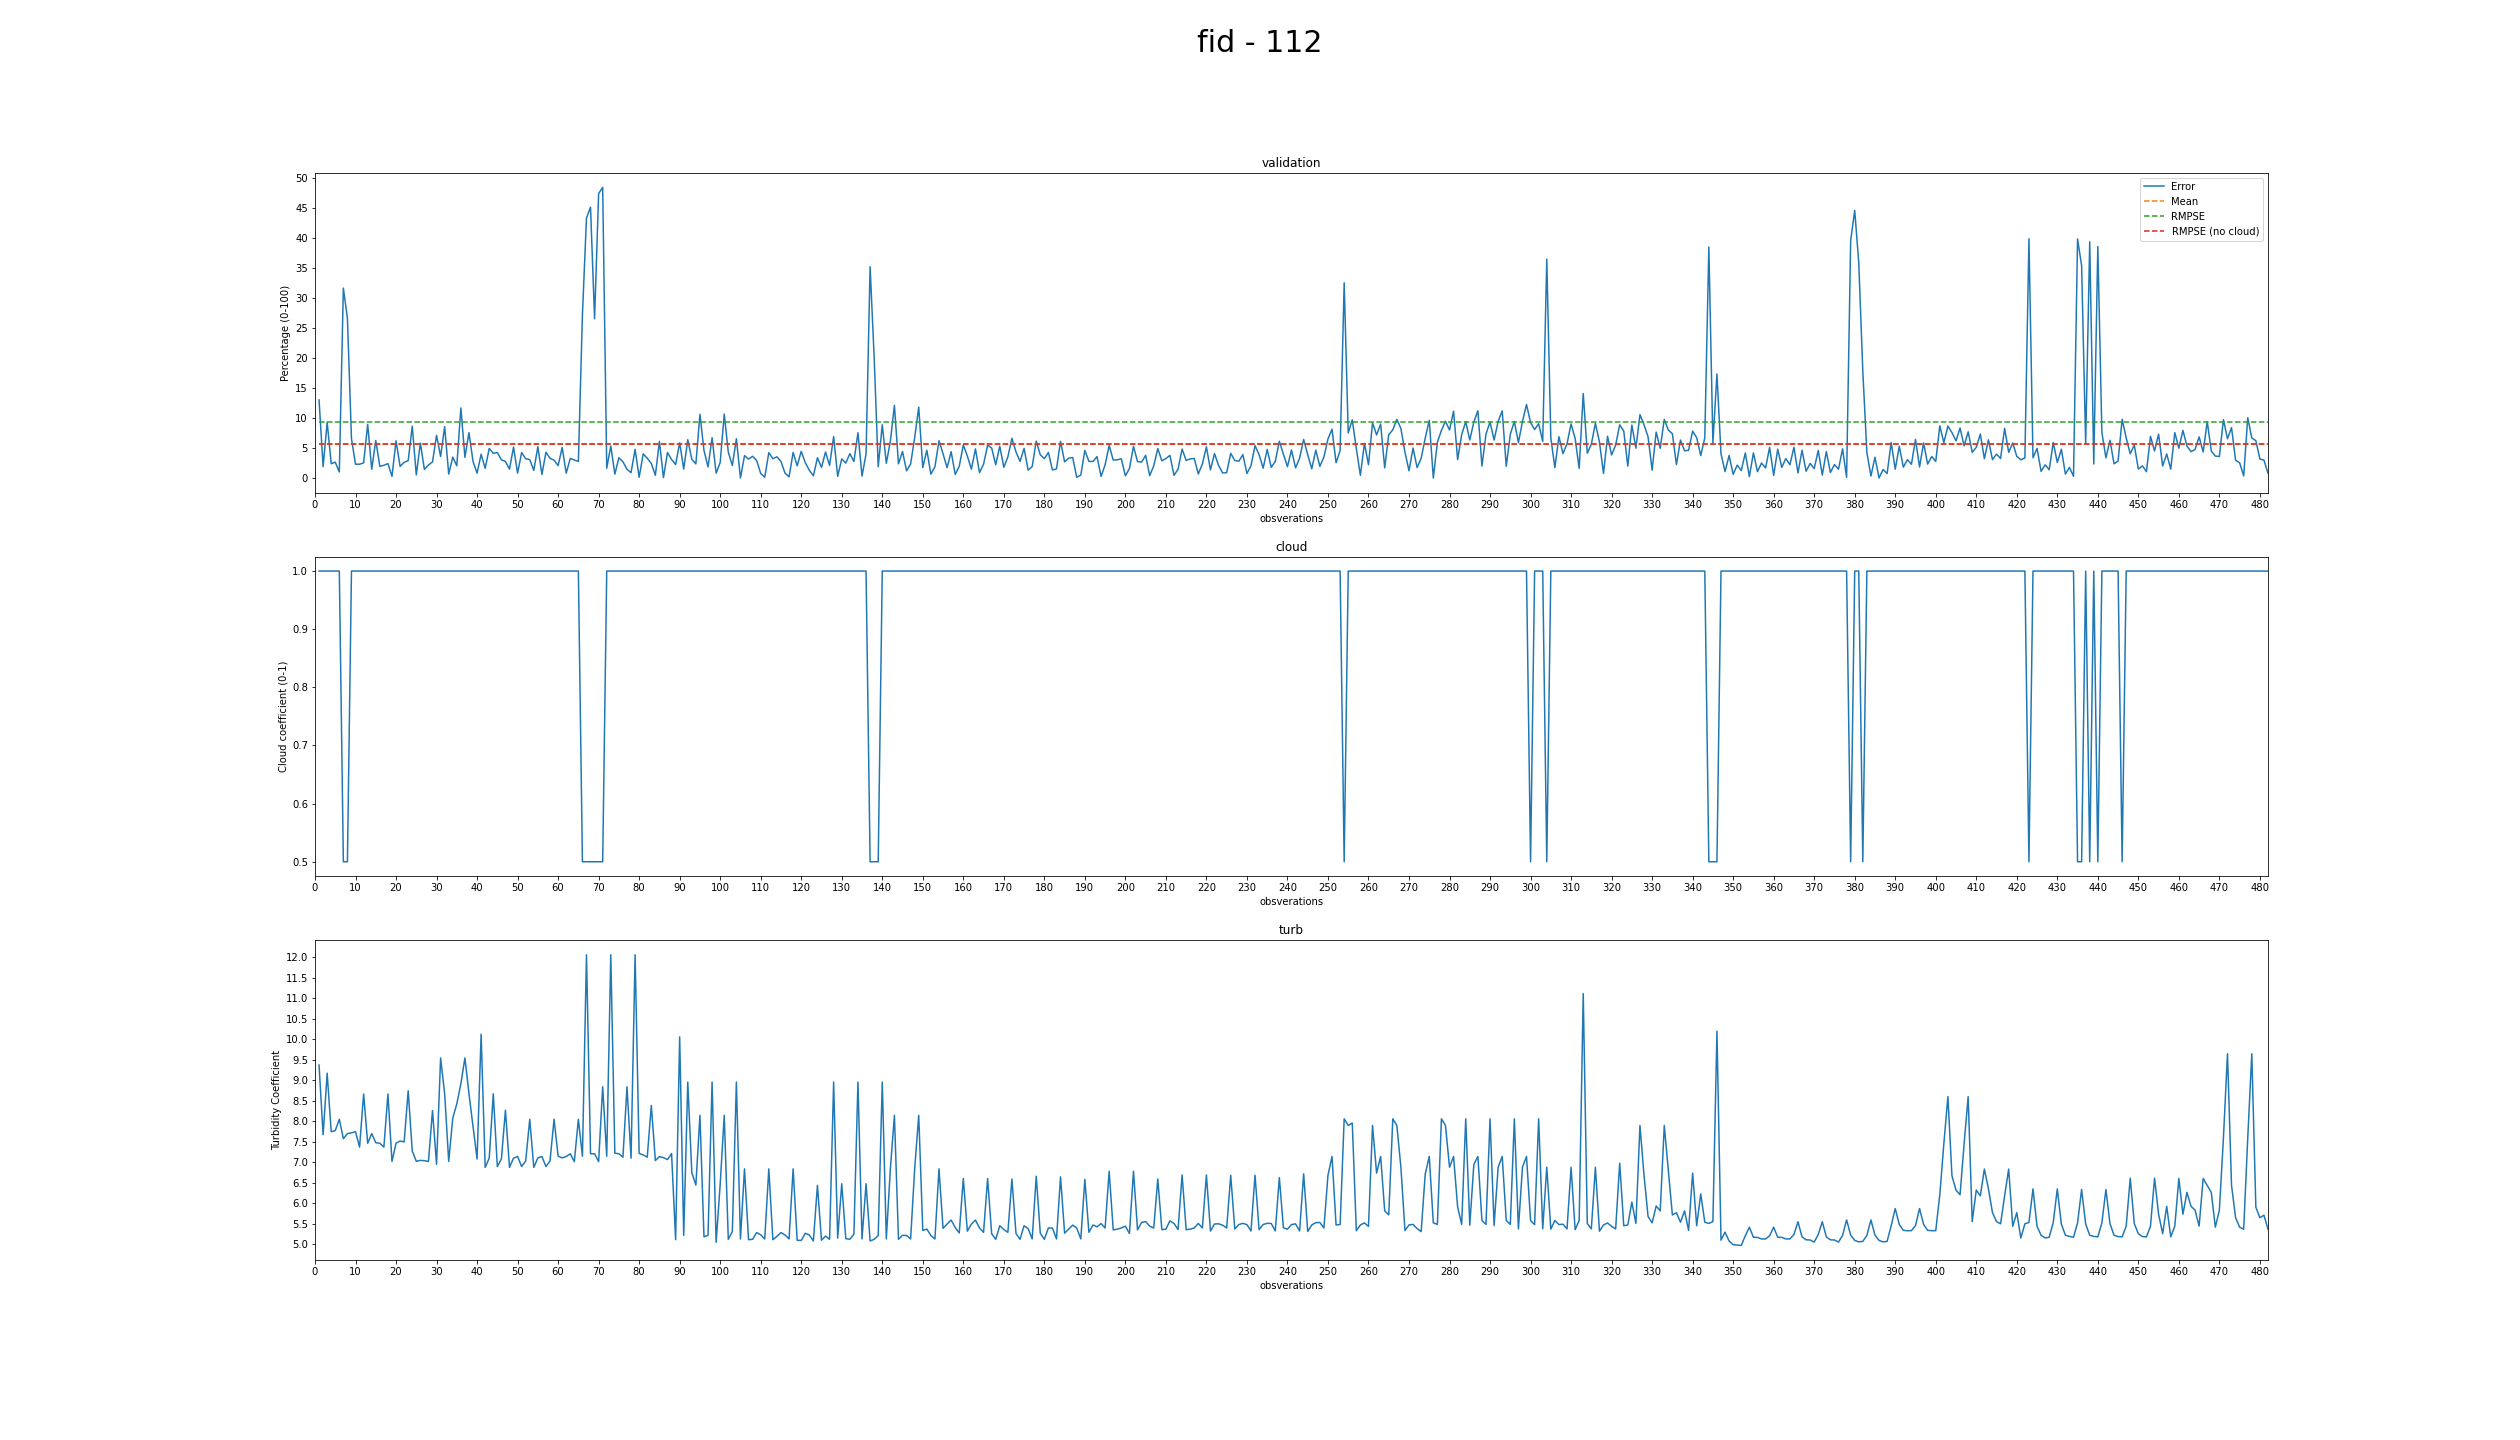 fid - 112
validation
50
45
40
35
30
25
20
15
10
5
0
Percentage (0-100)
Error
Mean
RMPSE
RMPSE (no cloud)
0 10 20 30 40 50 60 70 80 90 100 110 120 130 140 150 160 170 180 190 200 210 220 230 240 250 260 270 280 290 300 310 320 330 340 350 360 370 380 390 400 410 420 430 440 450 460 470 480
obsverations
cloud
1.0
0.9
0.8
0.7
0.6
0.5
Cloud coefficient (0-1)
0 10 20 30 40 50 60 70 80 90 100 110 120 130 140 150 160 170 180 190 200 210 220 230 240 250 260 270 280 290 300 310 320 330 340 350 360 370 380 390 400 410 420 430 440 450 460 470 480
obsverations
turb
12.0
11.5
11.0
10.5
10.0
9.5
9.0
8.5
8.0
7.5
7.0
6.5
6.0
5.5
5.0
Turbidity Coefficient
0 10 20 30 40 50 60 70 80 90 100 110 120 130 140 150 160 170 180 190 200 210 220 230 240 250 260 270 280 290 300 310 320 330 340 350 360 370 380 390 400 410 420 430 440 450 460 470 480
obsverations